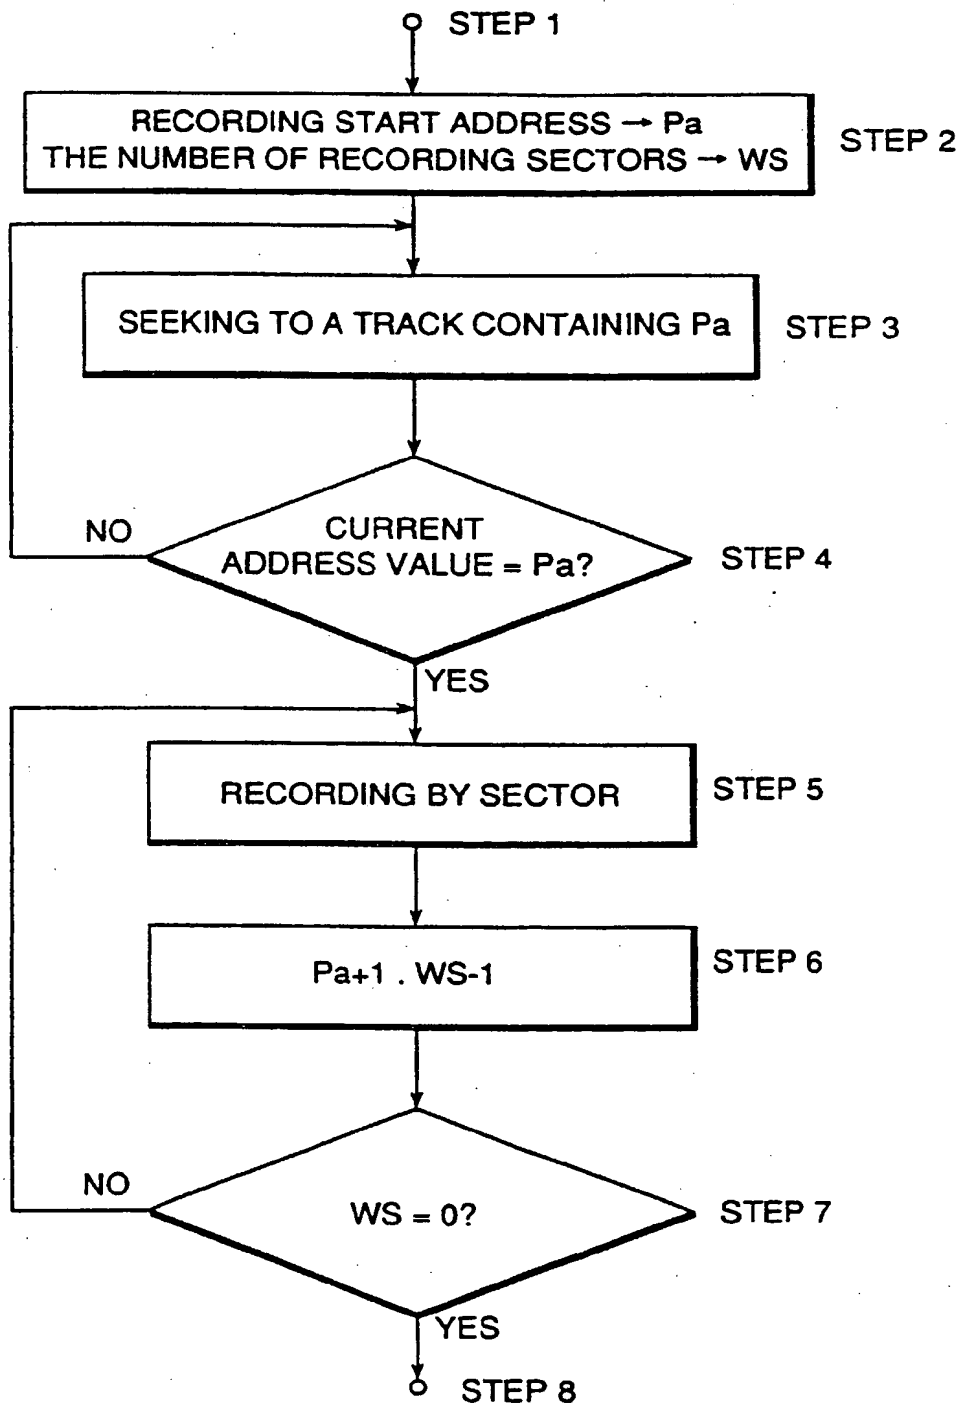 STEP 1
RECORDING START ADDRESS → Pa
THE NUMBER OF RECORDING SECTORS → WS
STEP 2
SEEKING TO A TRACK CONTAINING Pa
STEP 3
NO
CURRENT
ADDRESS VALUE = Pa?
STEP 4
YES
RECORDING BY SECTOR
STEP 5
Pa+1 . WS-1
STEP 6
NO
WS = 0?
STEP 7
YES
STEP 8